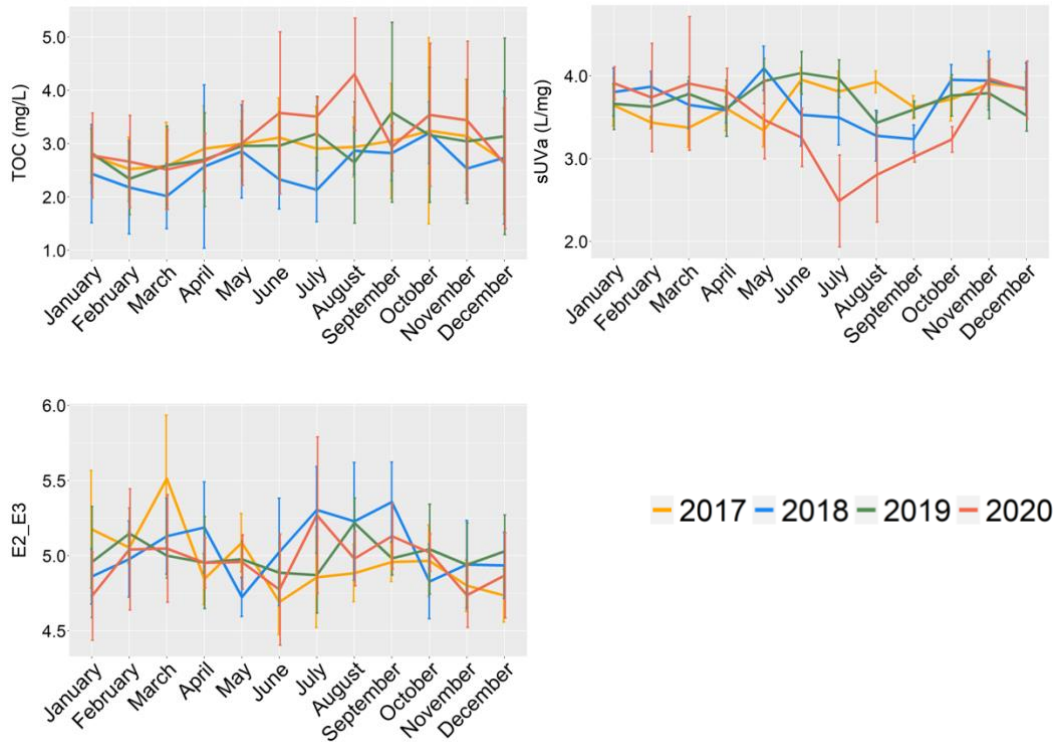 TOC (mg/L)
5.0
4.0
3.0
2.0
1.0
January
February
March
April
May
June
July
August
September
October
November
December
sUVa (L/mg)
4.0
3.0
2.0
January
February
March
April
May
June
July
August
September
October
November
December
E2_E3
6.0
5.5
5.0
4.5
January
February
March
April
May
June
July
August
September
October
November
December
2017 2018 2019 2020